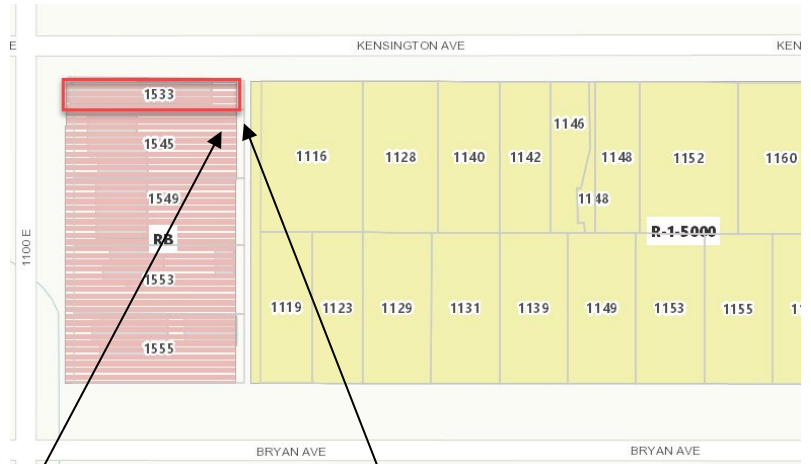 E
KENSINGTON AVE
KEN
1533
1545
1549
RB
1553
1555
1100 E
1116
1128
1140
1142
1146
1148
1148
1152
1160
R-1-5000
1119
1123
1129
1131
1139
1149
1153
1155
11
BRYAN AVE
BRYAN AVE